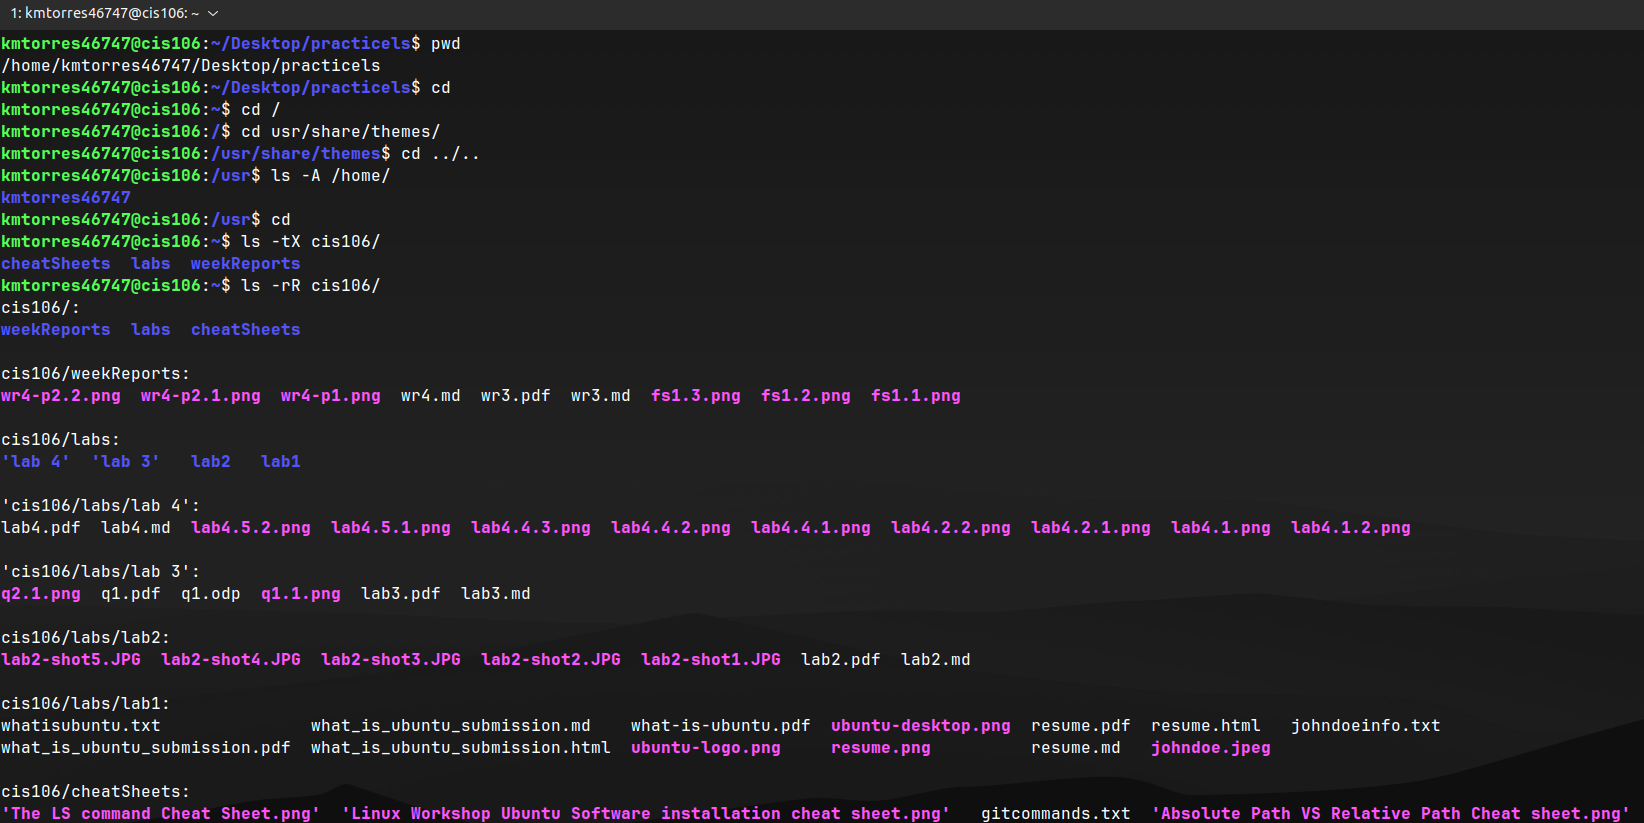 1: kmtorres46747@cis106: ~
kmtorres46747@cis106:~/Desktop/practicels$ pwd
/home/kmtorres46747/Desktop/practicels
kmtorres46747@cis106:~/Desktop/practicels$ cd
kmtorres46747@cis106:~$ cd /
kmtorres46747@cis106:/$ cd usr/share/themes/
kmtorres46747@cis106:/usr/share/themes$ cd ../..
kmtorres46747@cis106:/usr$ ls -A /home/
kmtorres46747
kmtorres46747@cis106:/usr$ cd
kmtorres46747@cis106:~$ ls -tX cis106/
cheatSheets  labs  weekReports
kmtorres46747@cis106:~$ ls -rR cis106/
cis106/:
weekReports  labs  cheatSheets

cis106/weekReports:
wr4-p2.2.png  wr4-p2.1.png  wr4-p1.png  wr4.md  wr3.pdf  wr3.md  fs1.3.png  fs1.2.png  fs1.1.png

cis106/labs:
'lab 4'  'lab 3'   lab2   lab1

'cis106/labs/lab 4':
lab4.pdf  lab4.md  lab4.5.2.png  lab4.5.1.png  lab4.4.3.png  lab4.4.2.png  lab4.4.1.png  lab4.2.2.png  lab4.2.1.png  lab4.1.png  lab4.1.2.png

'cis106/labs/lab 3':
q2.1.png  q1.pdf  q1.odp  q1.1.png  lab3.pdf  lab3.md

cis106/labs/lab2:
lab2-shot5.JPG  lab2-shot4.JPG  lab2-shot3.JPG  lab2-shot2.JPG  lab2-shot1.JPG  lab2.pdf  lab2.md

cis106/labs/lab1:
whatisubuntu.txt               what_is_ubuntu_submission.md    what-is-ubuntu.pdf  ubuntu-desktop.png  resume.pdf  resume.html   johndoeinfo.txt
what_is_ubuntu_submission.pdf  what_is_ubuntu_submission.html  ubuntu-logo.png     resume.png          resume.md   johndoe.jpeg

cis106/cheatSheets:
'The LS command Cheat Sheet.png'  'Linux Workshop Ubuntu Software installation cheat sheet.png'   gitcommands.txt  'Absolute Path VS Relative Path Cheat sheet.png'